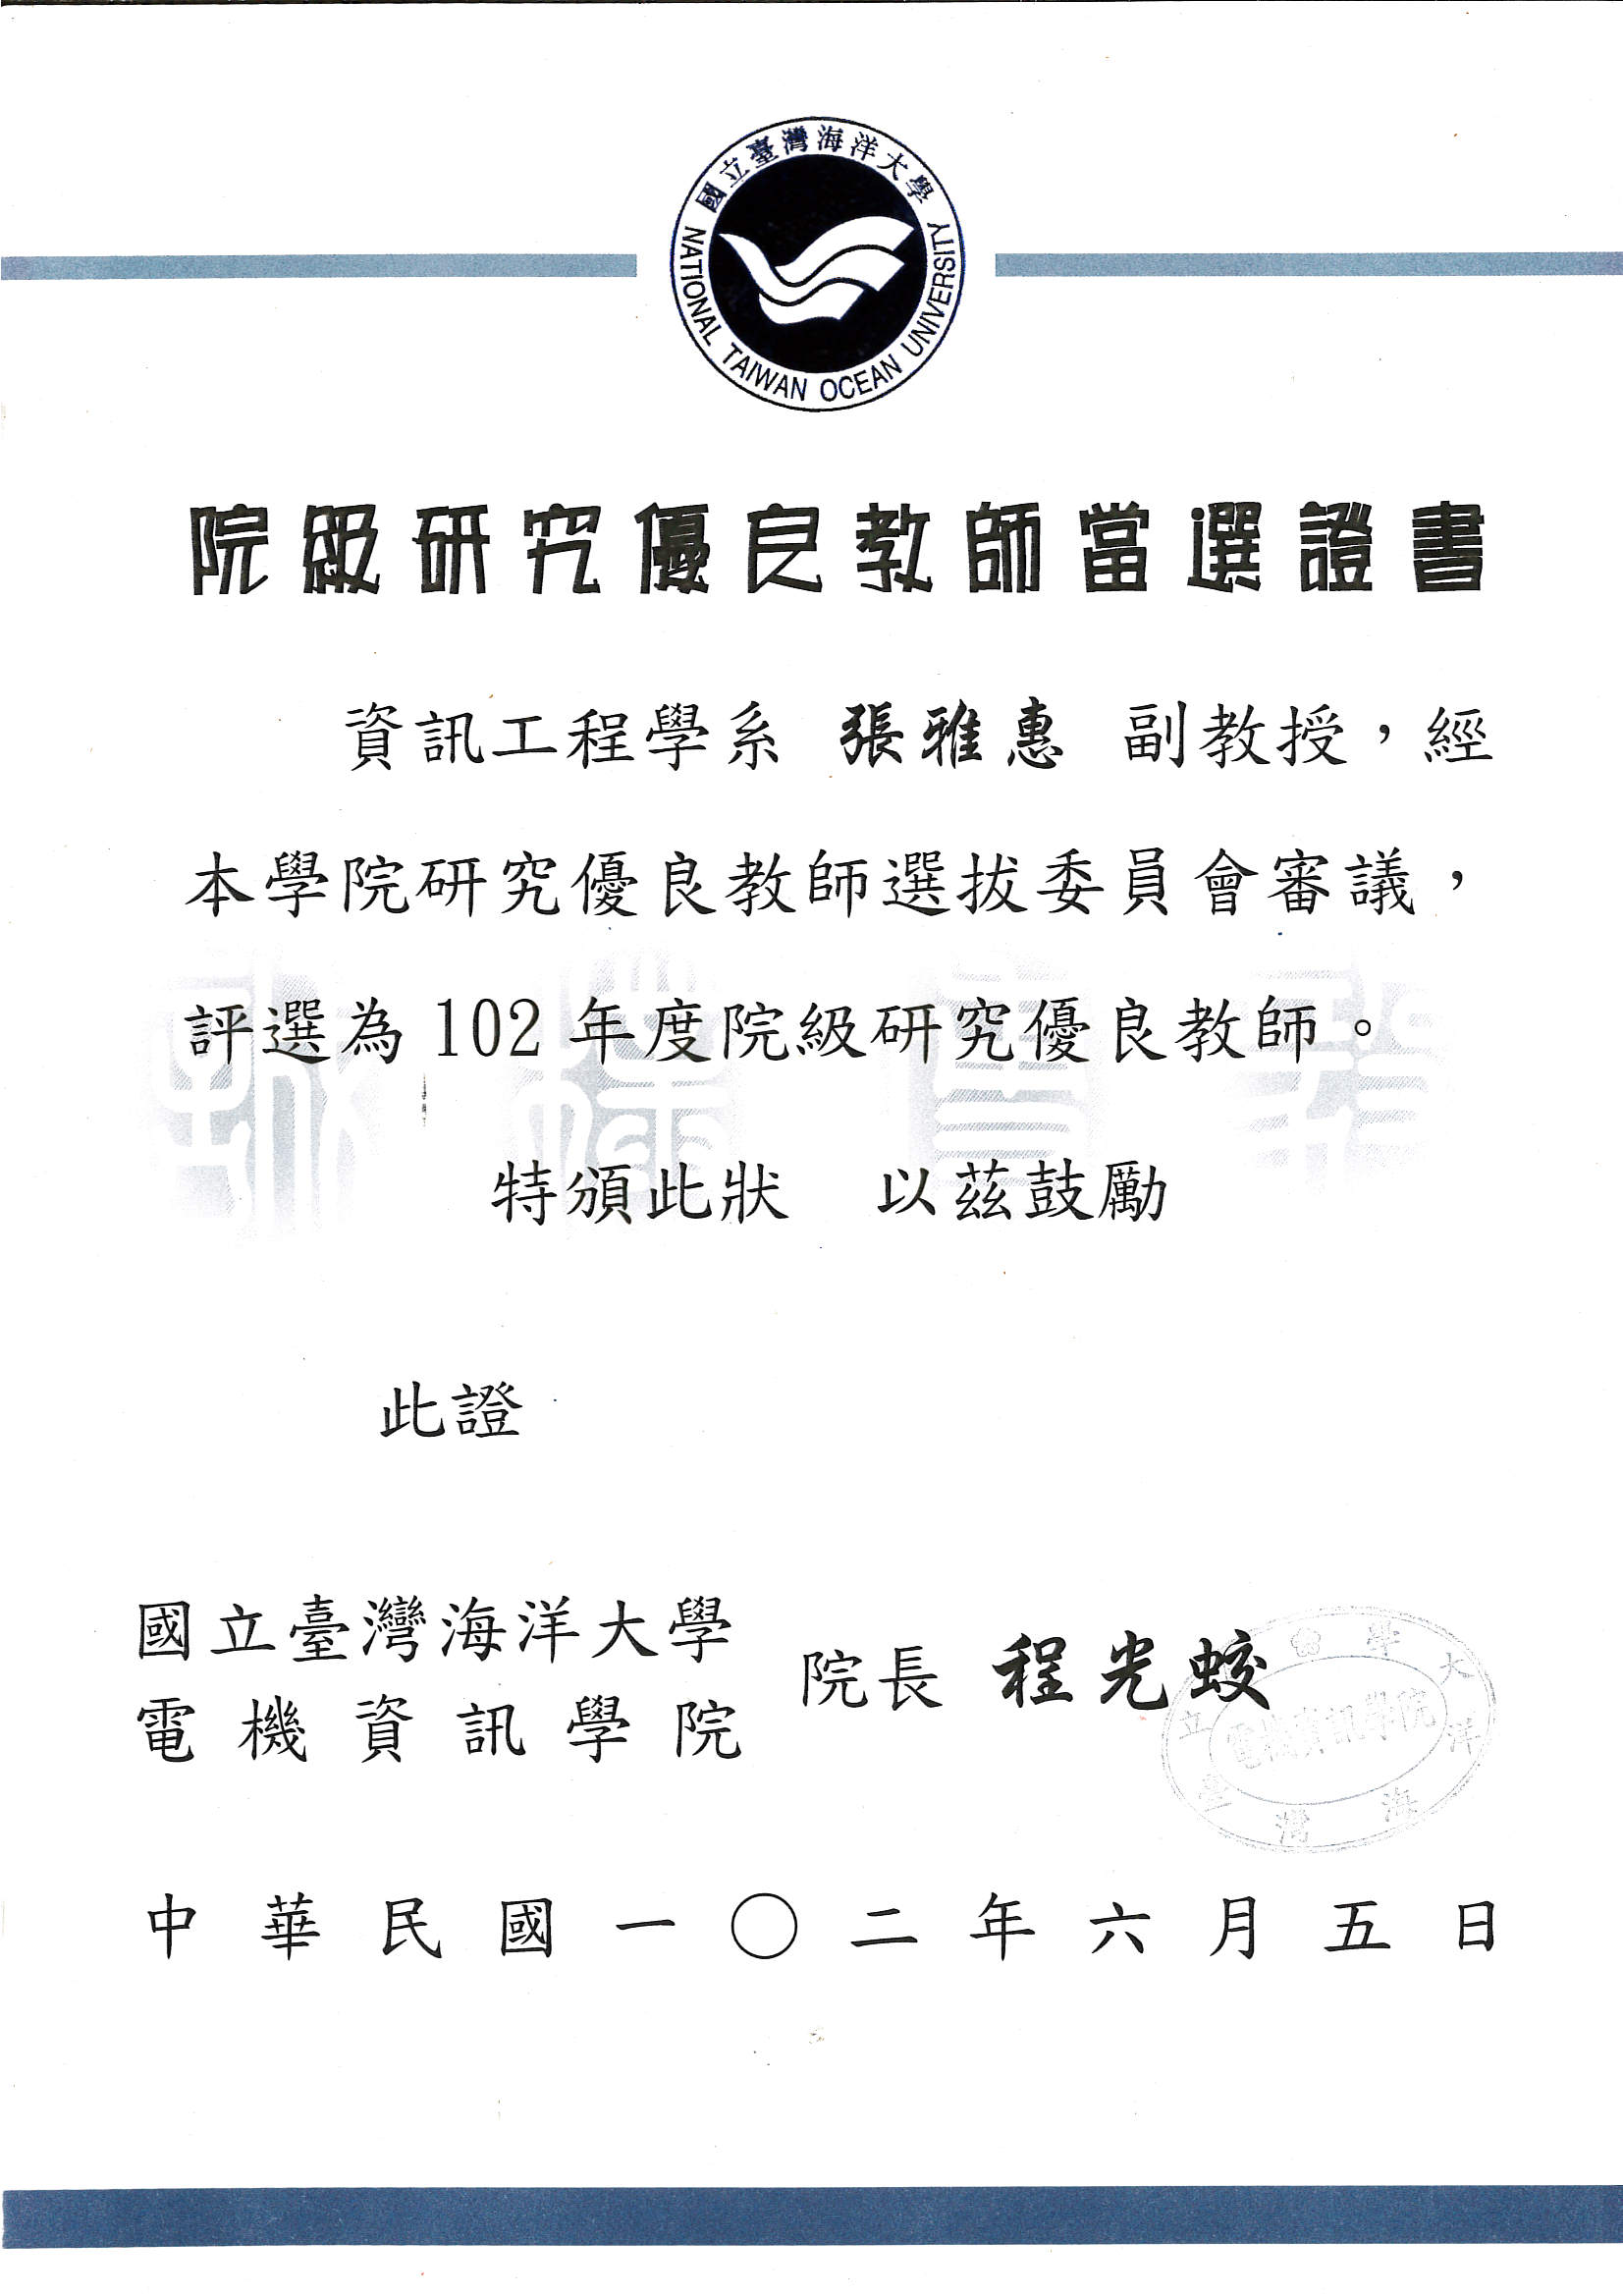 國立臺灣海洋大學
NATIONAL TAIWAN OCEAN UNIVERSITY
院級研究優良教師當選證書
資訊工程學系 張雅惠 副教授，經
本學院研究優良教師選拔委員會審議，
評選為 102 年度院級研究優良教師。
特頒此狀 以茲鼓勵
此證
國立臺灣海洋大學
電機資訊學院
院長 程光蛟
電機資訊學院
立臺灣海洋大學
中華民國一〇二年六月五日